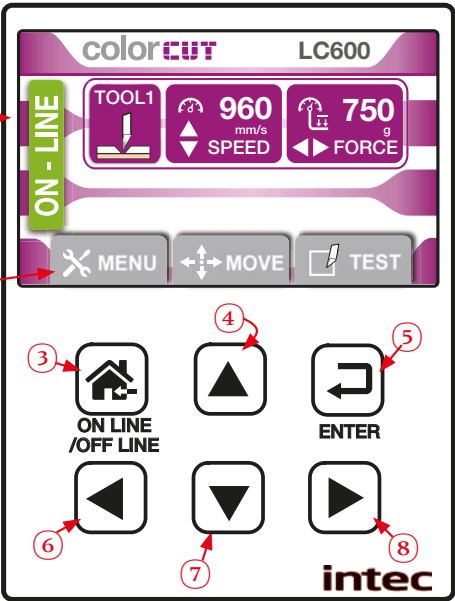 colorCUT LC600
ON - LINE
TOOL1
960
mm/s
SPEED
750
g
FORCE
MENU
MOVE
TEST
4
3
5
ON LINE
/OFF LINE
ENTER
6
7
8
intec